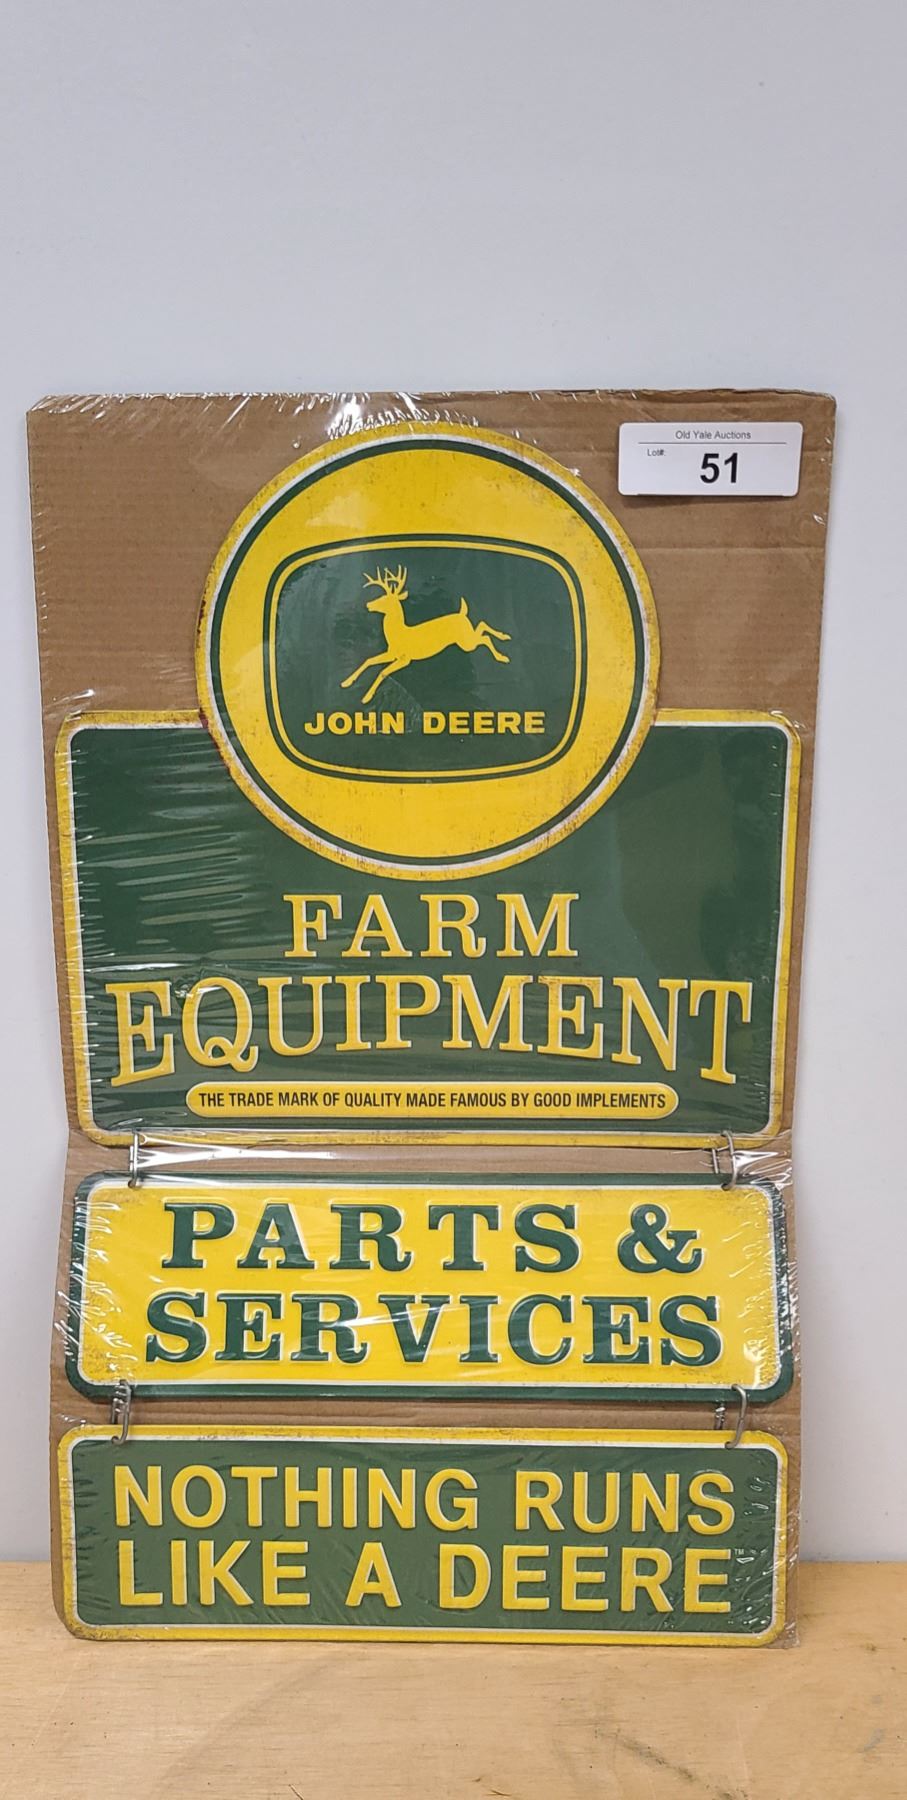 Old Yale Auctions
Lot#: 51
JOHN DEERE
FARM
EQUIPMENT
THE TRADE MARK OF QUALITY MADE FAMOUS BY GOOD IMPLEMENTS
PARTS &
SERVICES
NOTHING RUNS
LIKE A DEERE™